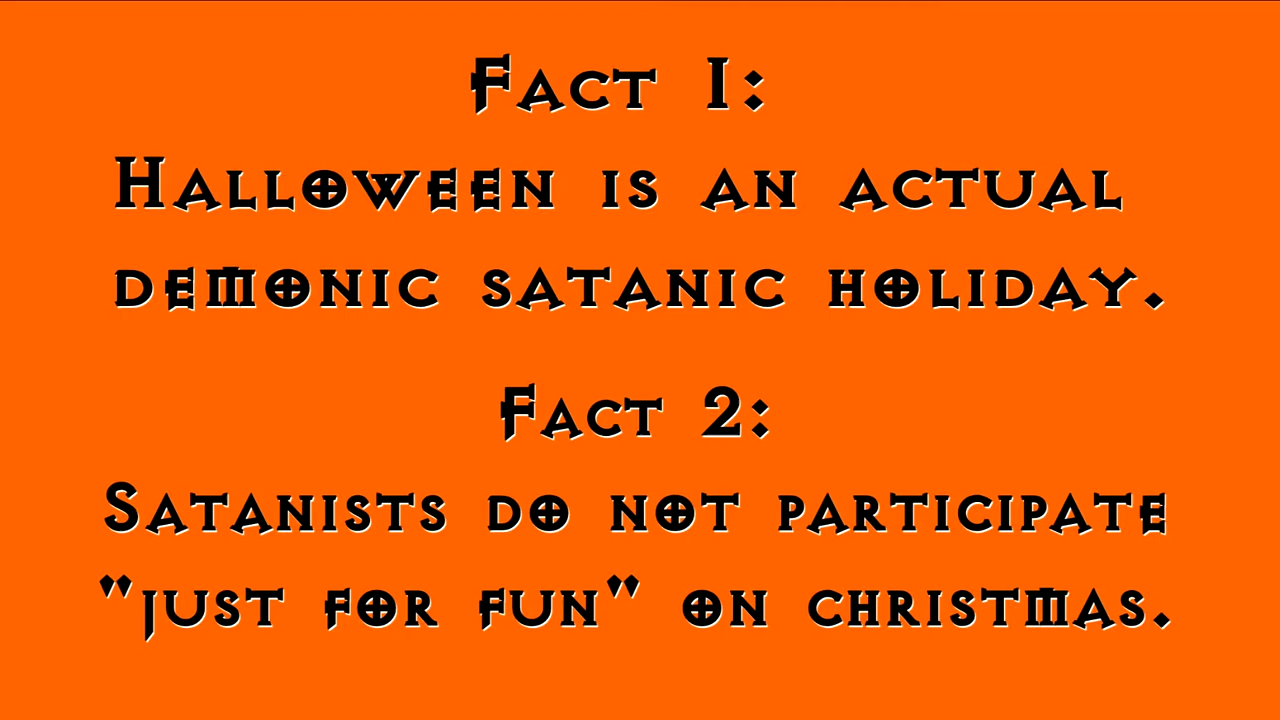 Fact 1:
Halloween is an actual
demonic satanic holiday.
Fact 2:
Satanists do not participate
"just for fun" on christmas.